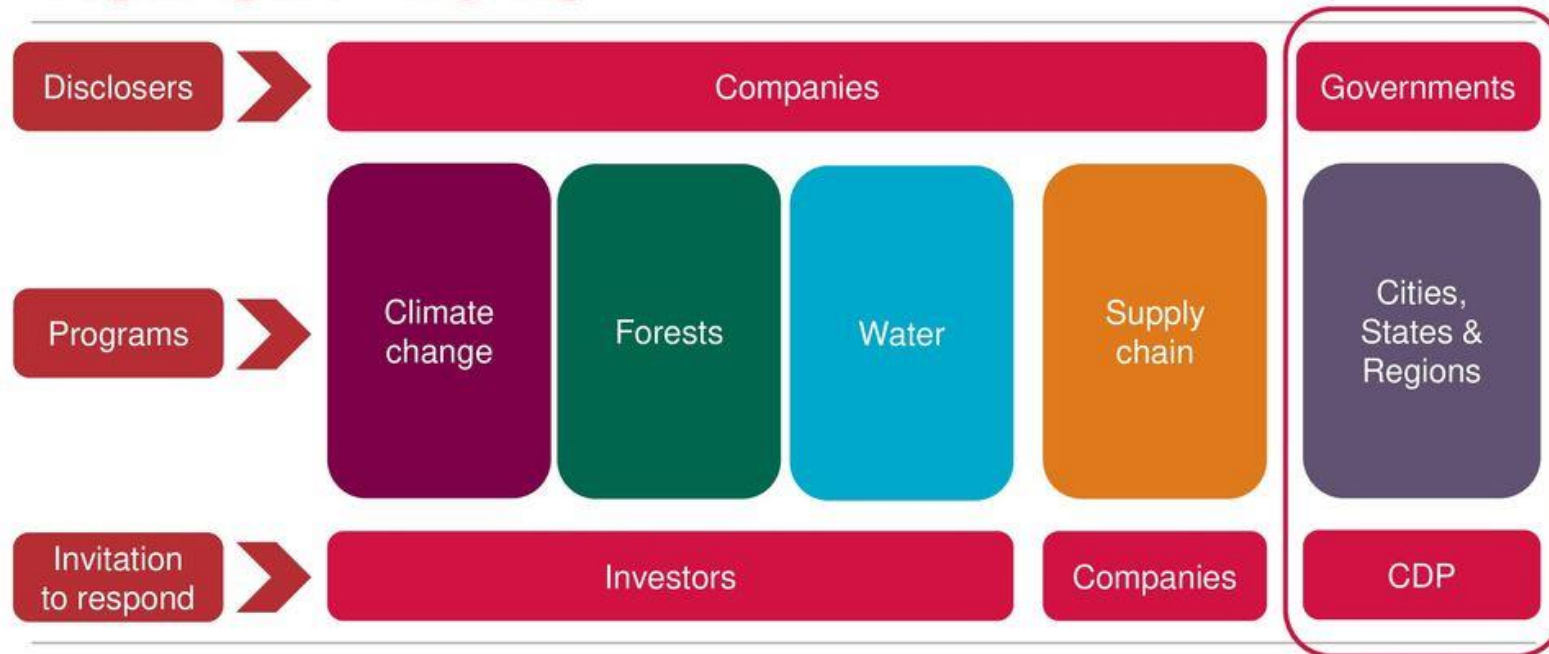 Disclosers
Companies
Governments
Programs
Climate
change
Forests
Water
Supply
chain
Cities,
States &
Regions
Invitation
to respond
Investors
Companies
CDP